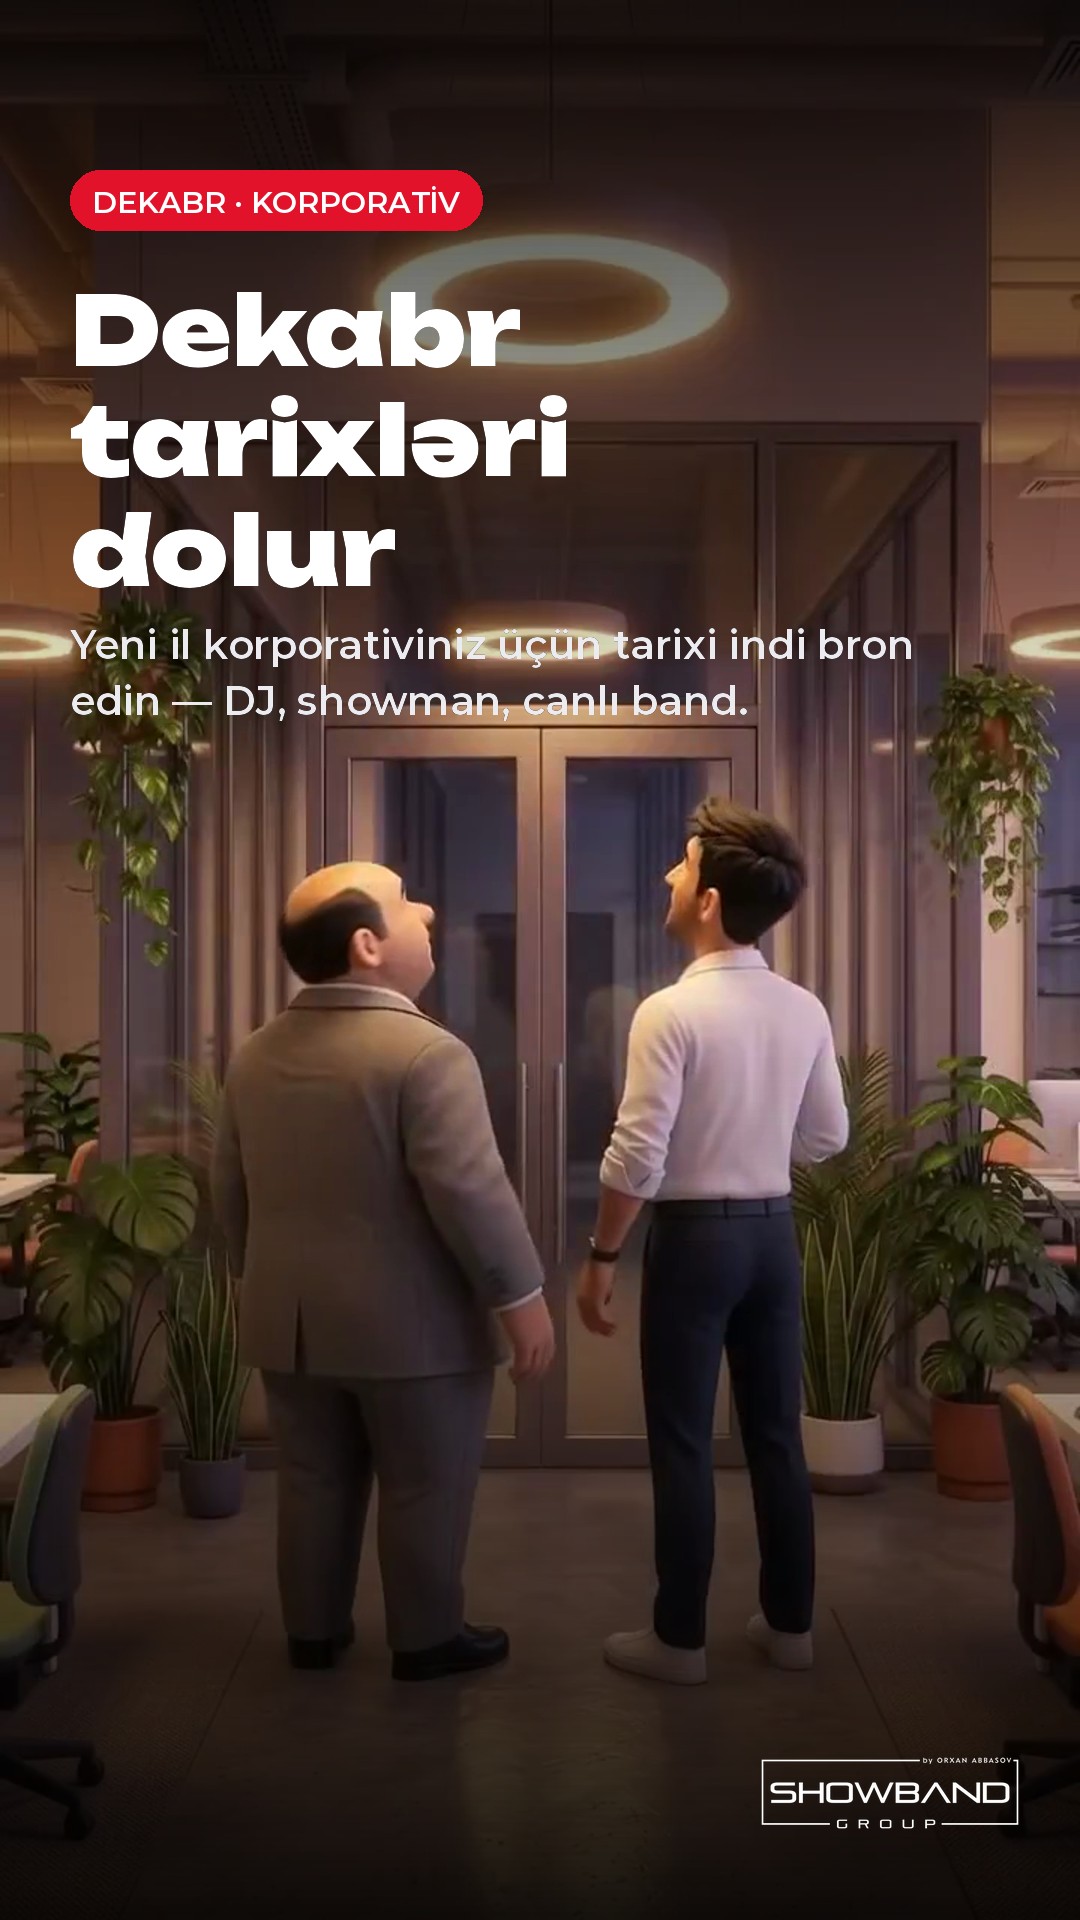 DEKABR · KORPORATİV
Dekabr
tarixləri
dolur
Yeni il korporativiniz üçün tarixi indi bron
edin — DJ, showman, canlı band.
by ORXAN ABBASOV
SHOWBAND
GROUP